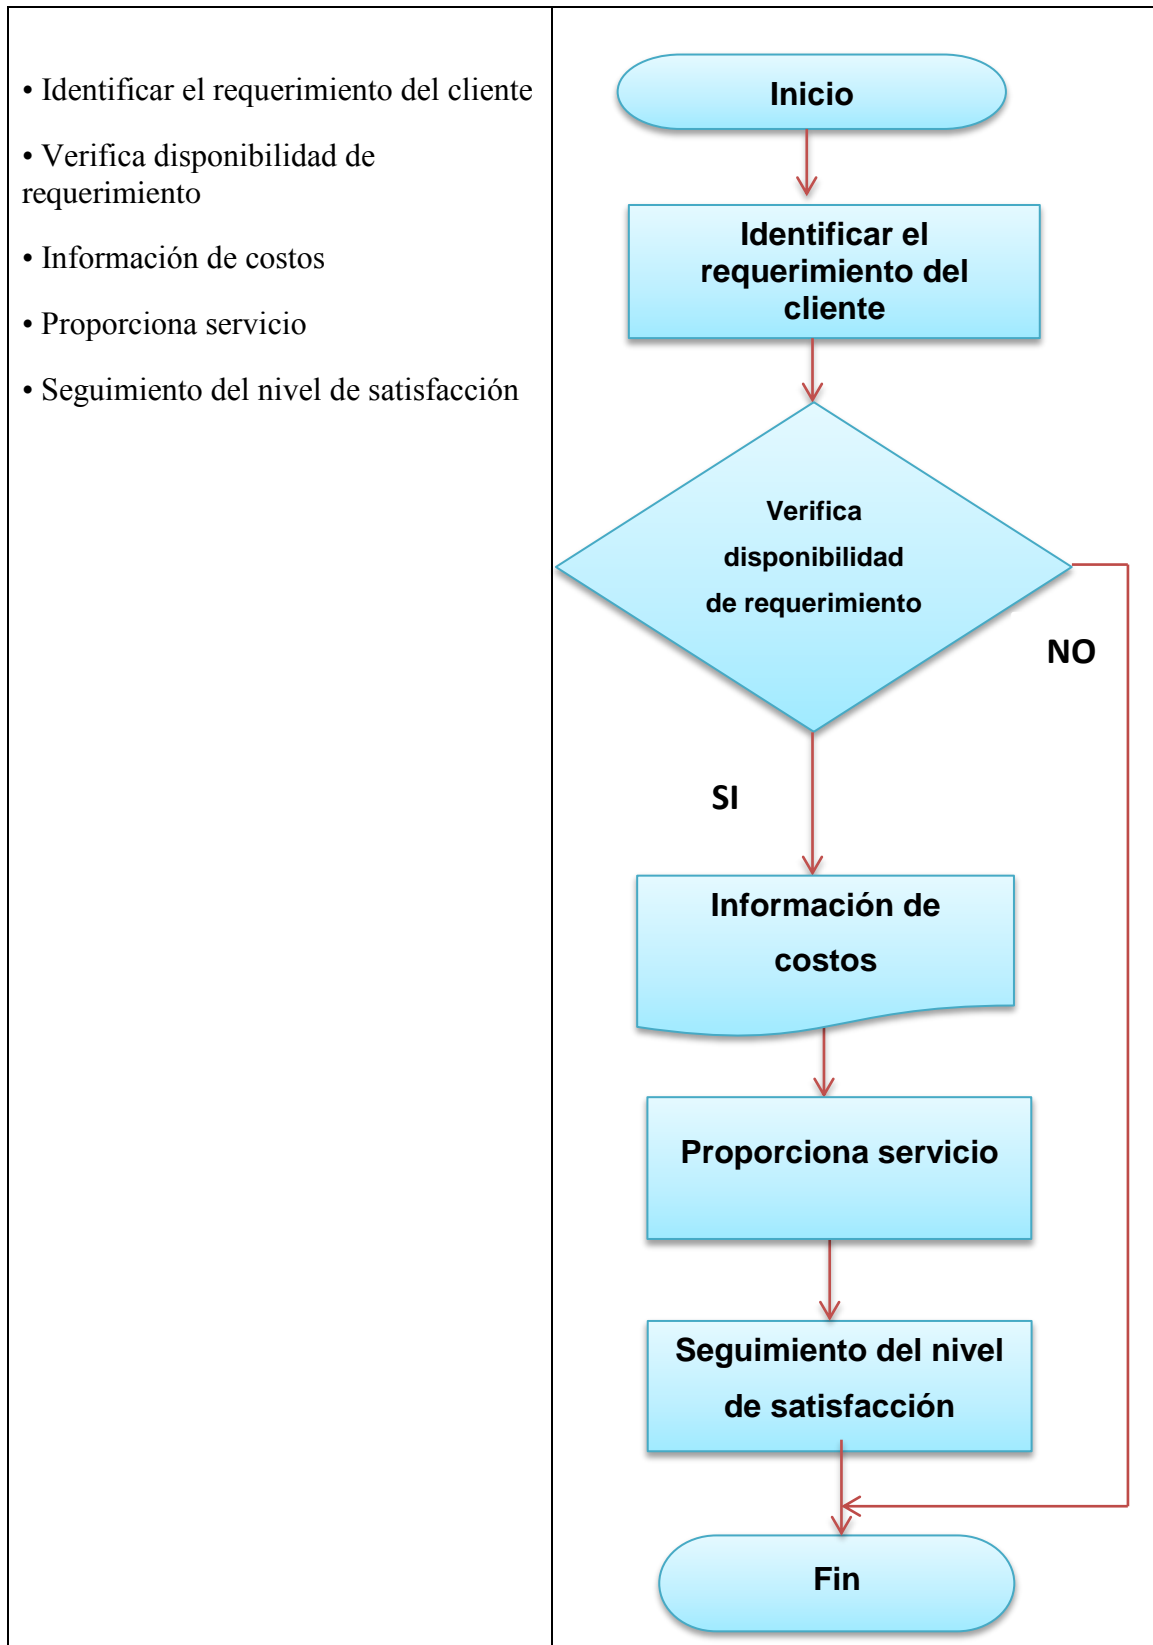 • Identificar el requerimiento del cliente
• Verifica disponibilidad de
requerimiento
• Información de costos
• Proporciona servicio
• Seguimiento del nivel de satisfacción
Inicio
Identificar el
requerimiento del
cliente
Verifica
disponibilidad
de requerimiento
NO
SI
Información de
costos
Proporciona servicio
Seguimiento del nivel
de satisfacción
Fin